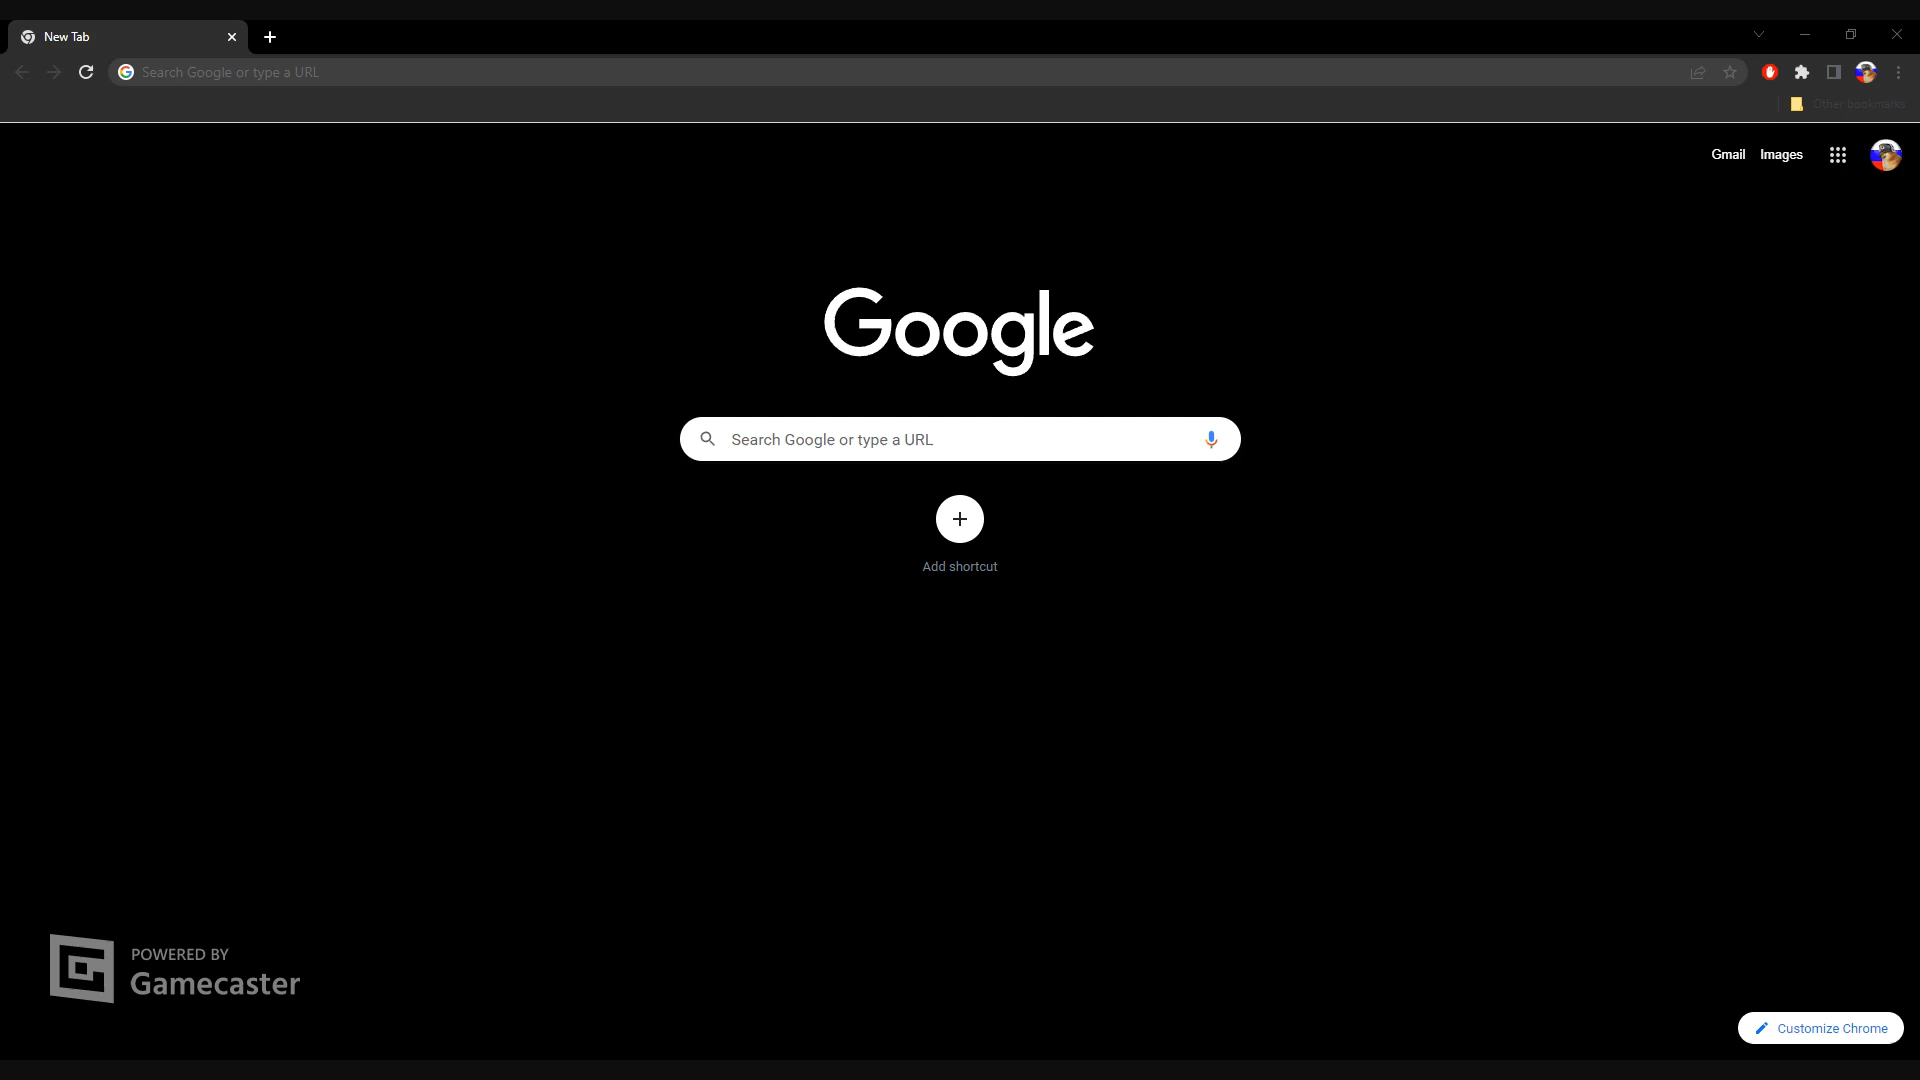 New Tab
Search Google or type a URL
Other bookmarks
Gmail Images
Google
Search Google or type a URL
Add shortcut
POWERED BY
Gamecaster
Customize Chrome